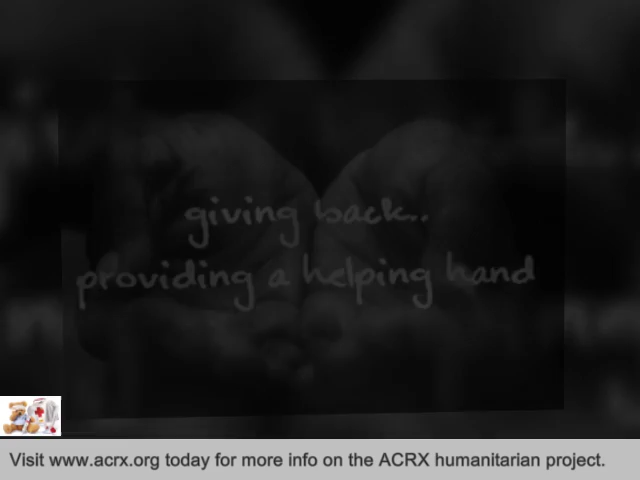 giving back..
providing a helping hand
Visit www.acrx.org today for more info on the ACRX humanitarian project.